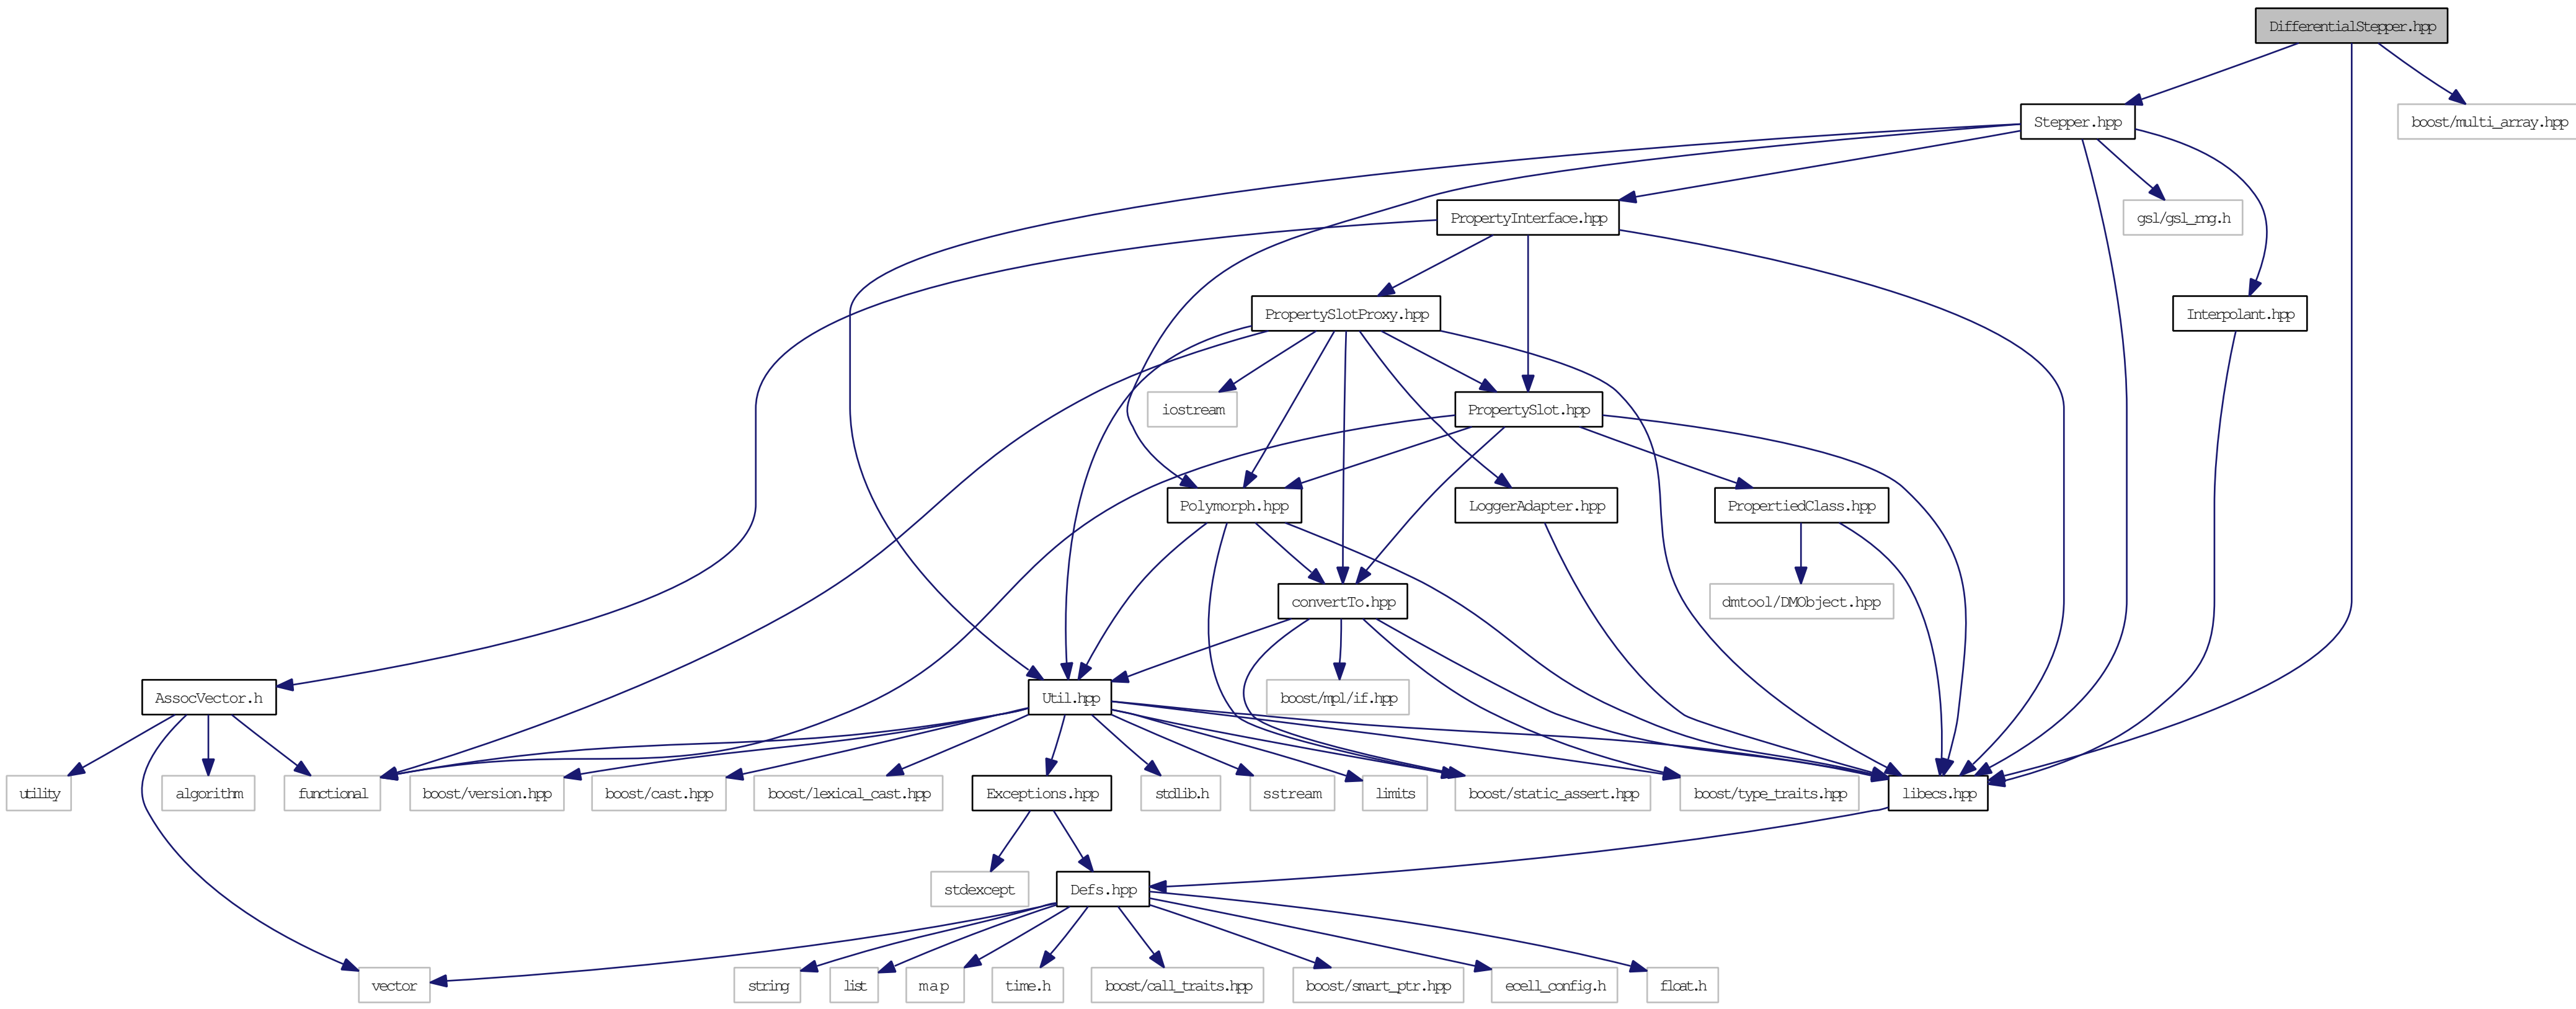 DifferentialStepper.hpp
Stepper.hpp
boost/multi_array.hpp
PropertyInterface.hpp
gsl/gsl_rng.h
PropertySlotProxy.hpp
Interpolant.hpp
iostream
PropertySlot.hpp
Polymorph.hpp
LoggerAdapter.hpp
PropertiedClass.hpp
convertTo.hpp
dmtool/DMObject.hpp
AssocVector.h
Util.hpp
boost/mpl/if.hpp
utility
algorithm
functional
boost/version.hpp
boost/cast.hpp
boost/lexical_cast.hpp
Exceptions.hpp
stdlib.h
sstream
limits
boost/static_assert.hpp
boost/type_traits.hpp
libecs.hpp
stdexcept
Defs.hpp
vector
string
list
map
time.h
boost/call_traits.hpp
boost/smart_ptr.hpp
ecell_config.h
float.h